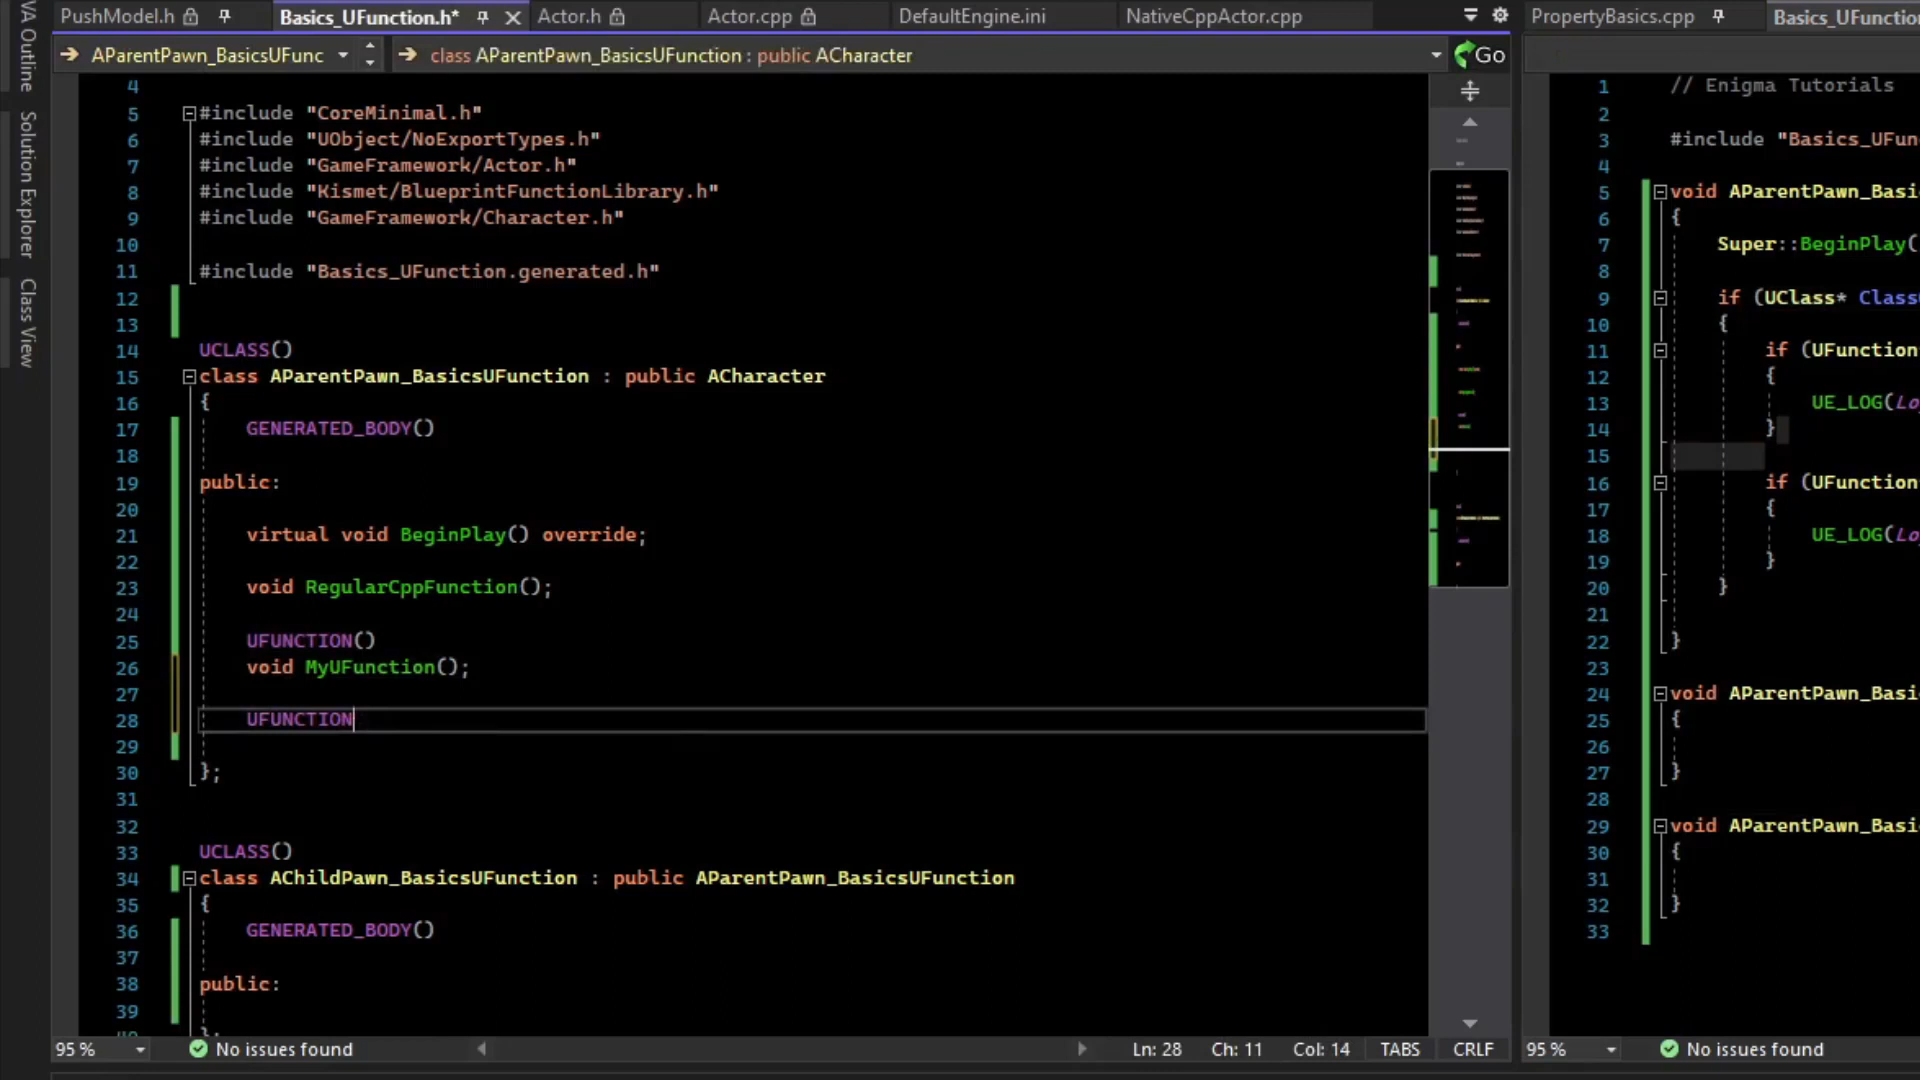 PushModel.h
Basics_UFunction.h*
Actor.h
Actor.cpp
DefaultEngine.ini
NativeCppActor.cpp
PropertyBasics.cpp
Basics_UFunction
VA Outline
Solution Explorer
Class View
AParentPawn_BasicsUFunc
class AParentPawn_BasicsUFunction : public ACharacter
Go
4
5 #include "CoreMinimal.h"
6 #include "UObject/NoExportTypes.h"
7 #include "GameFramework/Actor.h"
8 #include "Kismet/BlueprintFunctionLibrary.h"
9 #include "GameFramework/Character.h"
10
11 #include "Basics_UFunction.generated.h"
12
13
14 UCLASS()
15 class AParentPawn_BasicsUFunction : public ACharacter
16 {
17 GENERATED_BODY()
18
19 public:
20
21 virtual void BeginPlay() override;
22
23 void RegularCppFunction();
24
25 UFUNCTION()
26 void MyUFunction();
27
28 UFUNCTION
29
30 };
31
32
33 UCLASS()
34 class AChildPawn_BasicsUFunction : public AParentPawn_BasicsUFunction
35 {
36 GENERATED_BODY()
37
38 public:
39
40 };
95 %
No issues found
Ln: 28 Ch: 11 Col: 14 TABS CRLF
1 // Enigma Tutorials
2
3 #include "Basics_UFun
4
5 void AParentPawn_Basi
6 {
7 Super::BeginPlay(
8
9 if (UClass* Class
10 {
11 if (UFunction
12 {
13 UE_LOG(Lo
14 }
15
16 if (UFunction
17 {
18 UE_LOG(Lo
19 }
20 }
21
22 }
23
24 void AParentPawn_Basi
25 {
26
27 }
28
29 void AParentPawn_Basi
30 {
31
32 }
33
95 %
No issues found